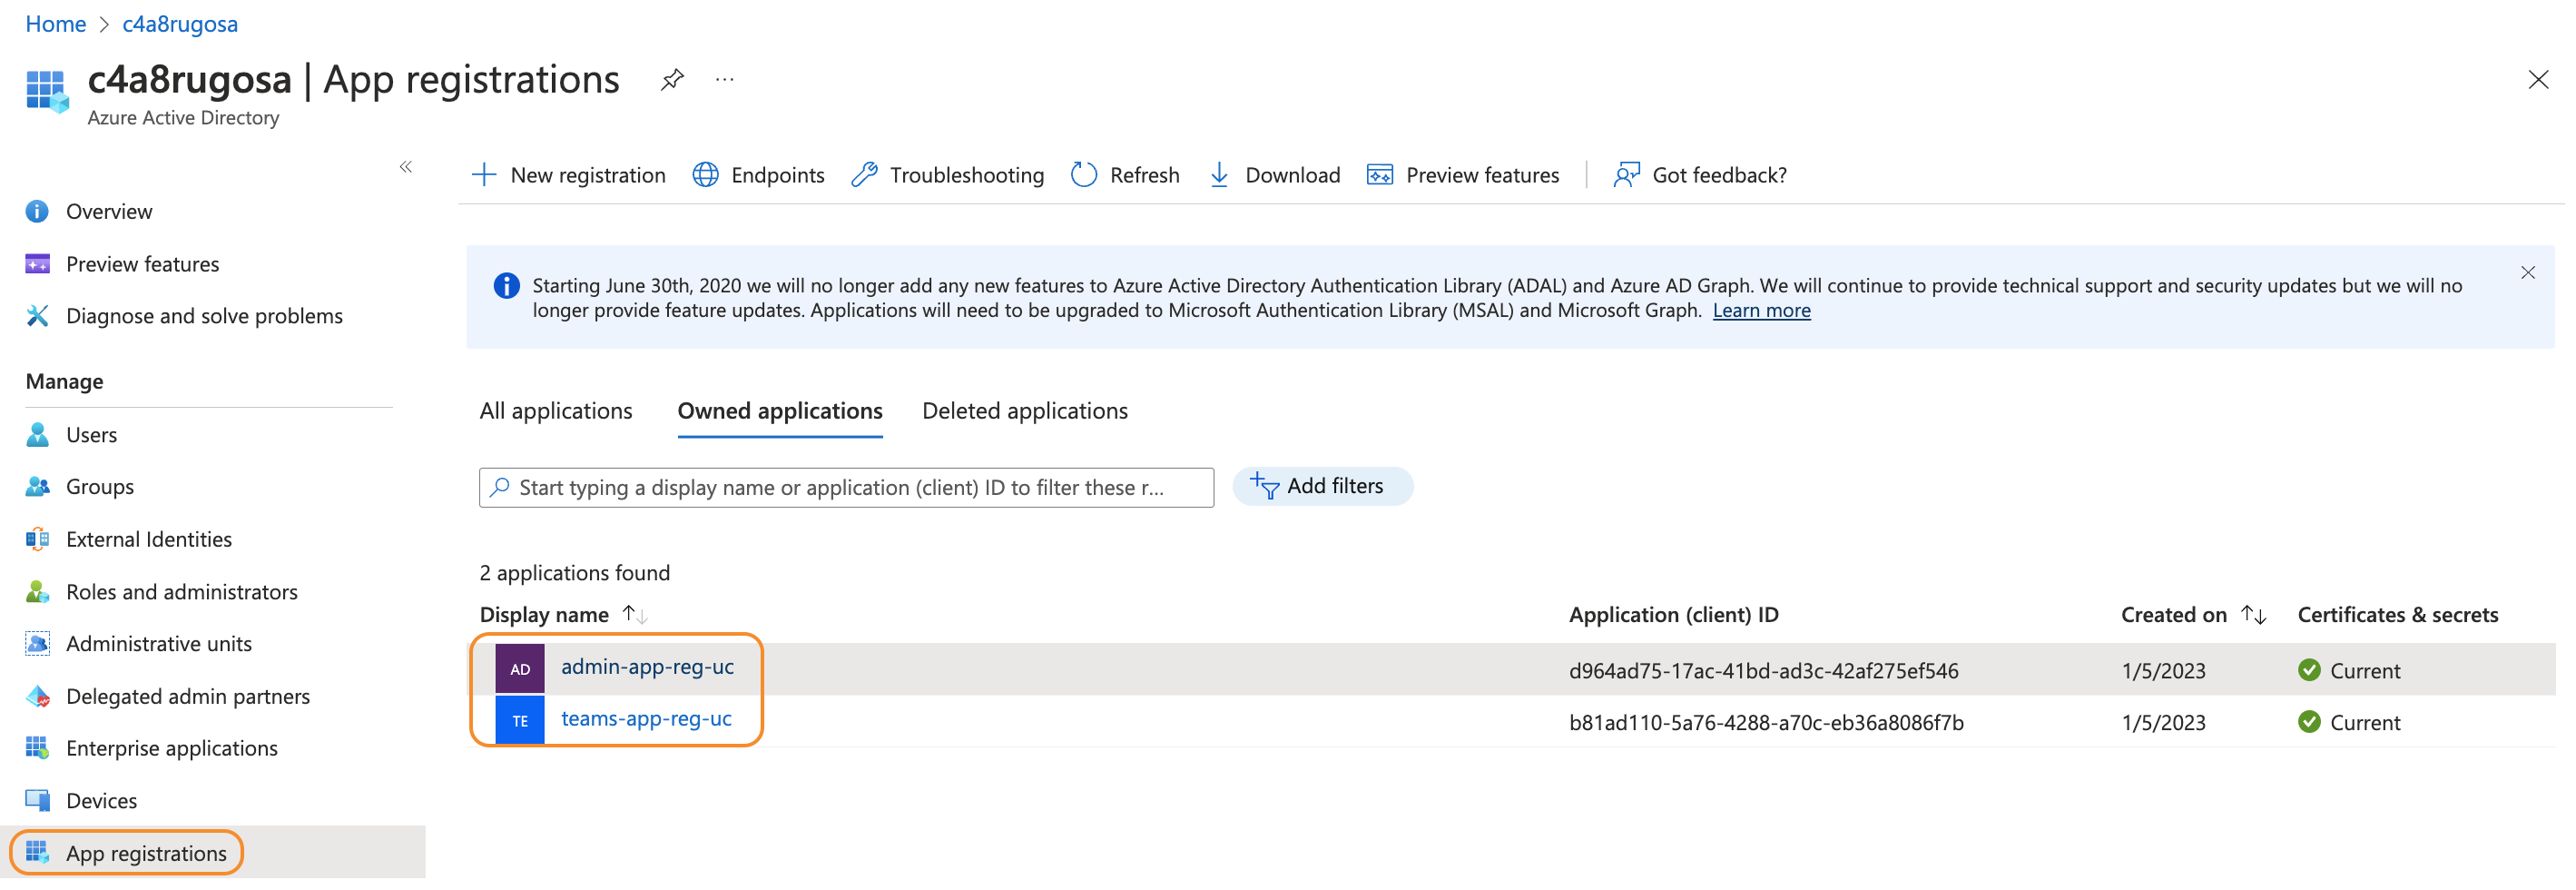 Home > c4a8rugosa
c4a8rugosa | App registrations
Azure Active Directory
Overview
Preview features
Diagnose and solve problems
Manage
Users
Groups
External Identities
Roles and administrators
Administrative units
Delegated admin partners
Enterprise applications
Devices
App registrations
New registration Endpoints Troubleshooting Refresh Download Preview features Got feedback?
Starting June 30th, 2020 we will no longer add any new features to Azure Active Directory Authentication Library (ADAL) and Azure AD Graph. We will continue to provide technical support and security updates but we will no
longer provide feature updates. Applications will need to be upgraded to Microsoft Authentication Library (MSAL) and Microsoft Graph. Learn more
All applications Owned applications Deleted applications
Start typing a display name or application (client) ID to filter these r... Add filters
2 applications found
Display name Application (client) ID Created on Certificates & secrets
AD admin-app-reg-uc d964ad75-17ac-41bd-ad3c-42af275ef546 1/5/2023 Current
TE teams-app-reg-uc b81ad110-5a76-4288-a70c-eb36a8086f7b 1/5/2023 Current